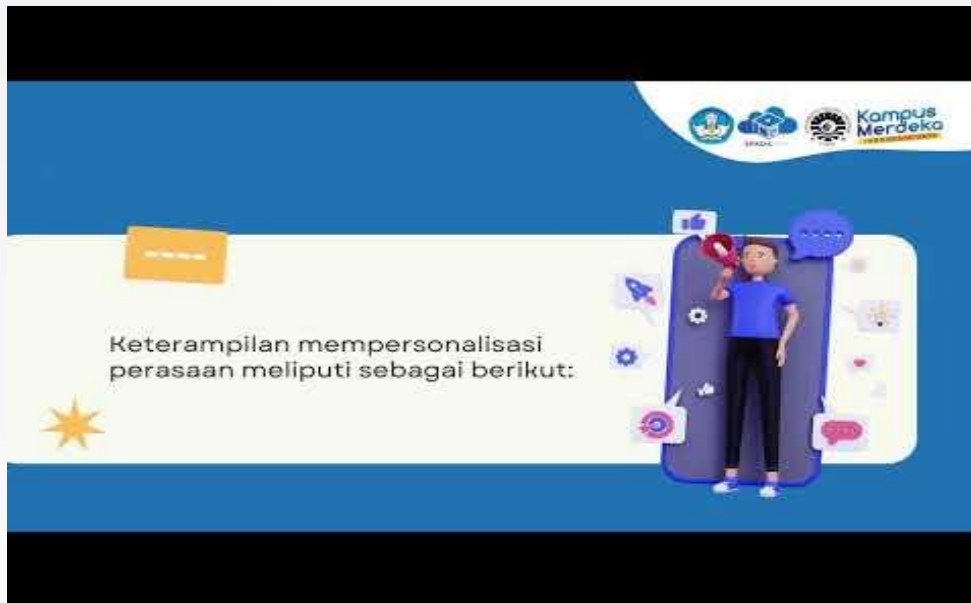 Kampus
Merdeka
Keterampilan mempersonalisasi
perasaan meliputi sebagai berikut: